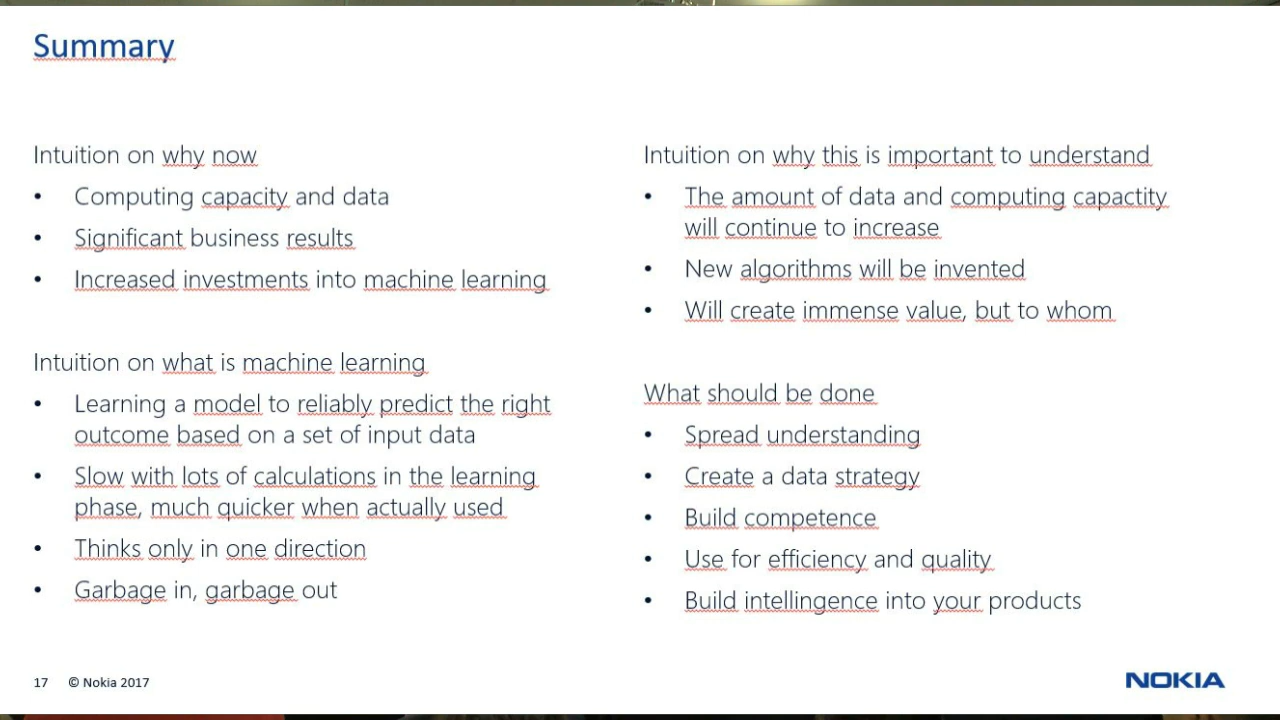 Summary
Intuition on why now
• Computing capacity and data
• Significant business results
• Increased investments into machine learning
Intuition on what is machine learning
• Learning a model to reliably predict the right
outcome based on a set of input data
• Slow with lots of calculations in the learning
phase, much quicker when actually used
• Thinks only in one direction
• Garbage in, garbage out
Intuition on why this is important to understand
• The amount of data and computing capactity
will continue to increase
• New algorithms will be invented
• Will create immense value, but to whom
What should be done
• Spread understanding
• Create a data strategy
• Build competence
• Use for efficiency and quality
• Build intellingence into your products
17 © Nokia 2017
NOKIA